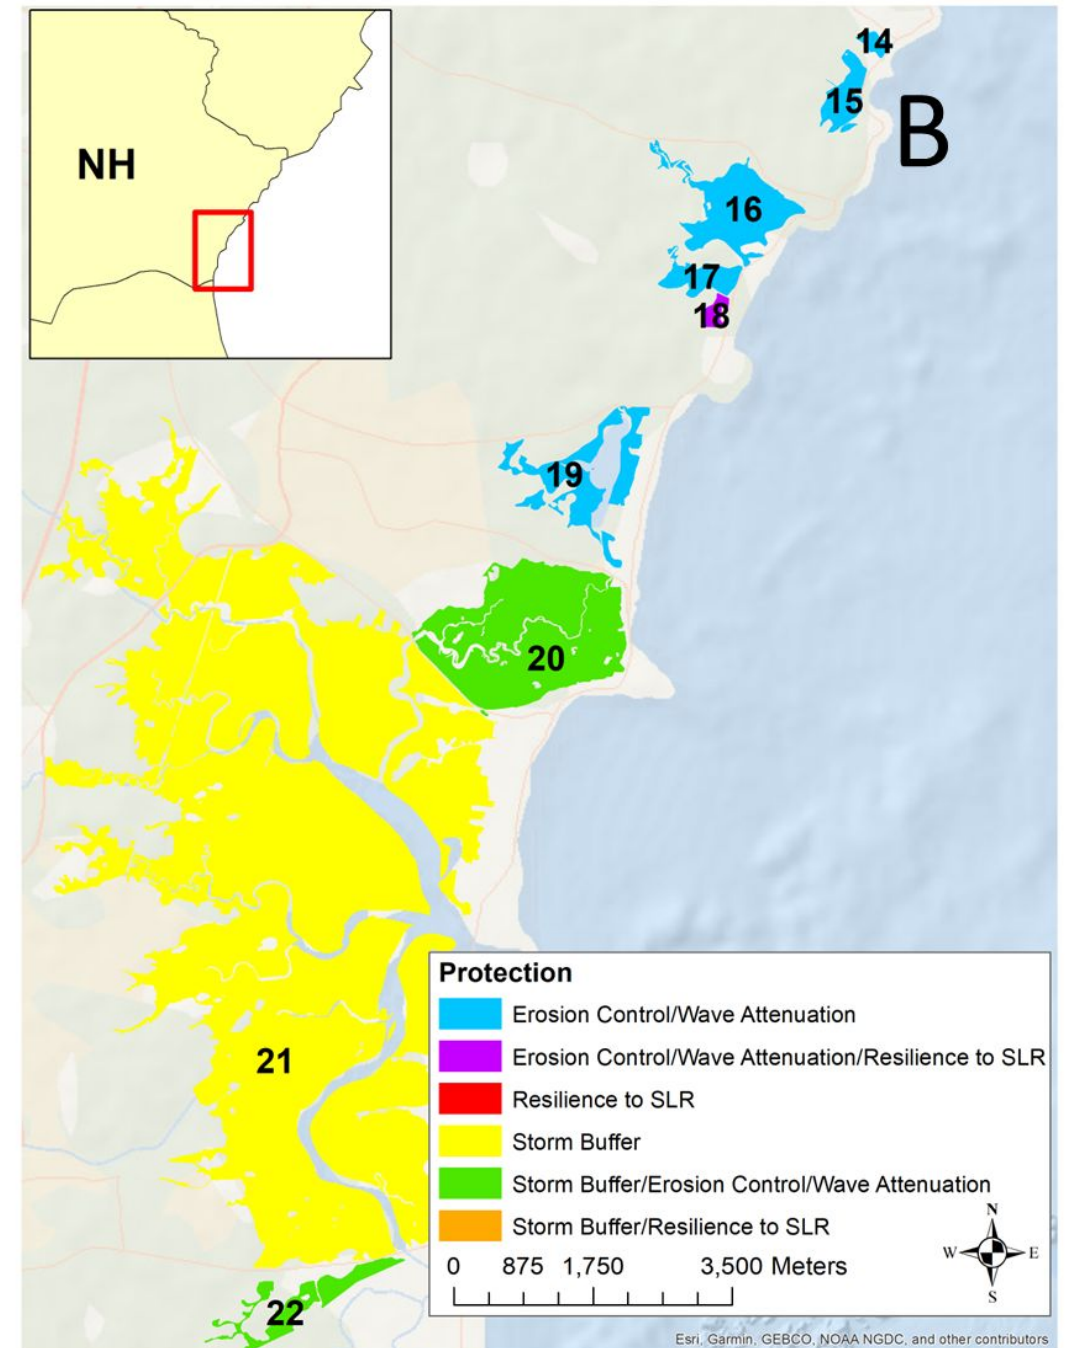 NH
14
15
B
16
17
18
19
20
21
22
Protection
Erosion Control/Wave Attenuation
Erosion Control/Wave Attenuation/Resilience to SLR
Resilience to SLR
Storm Buffer
Storm Buffer/Erosion Control/Wave Attenuation
Storm Buffer/Resilience to SLR
0 875 1,750 3,500 Meters
N
W E
S
Esri, Garmin, GEBCO, NOAA NGDC, and other contributors